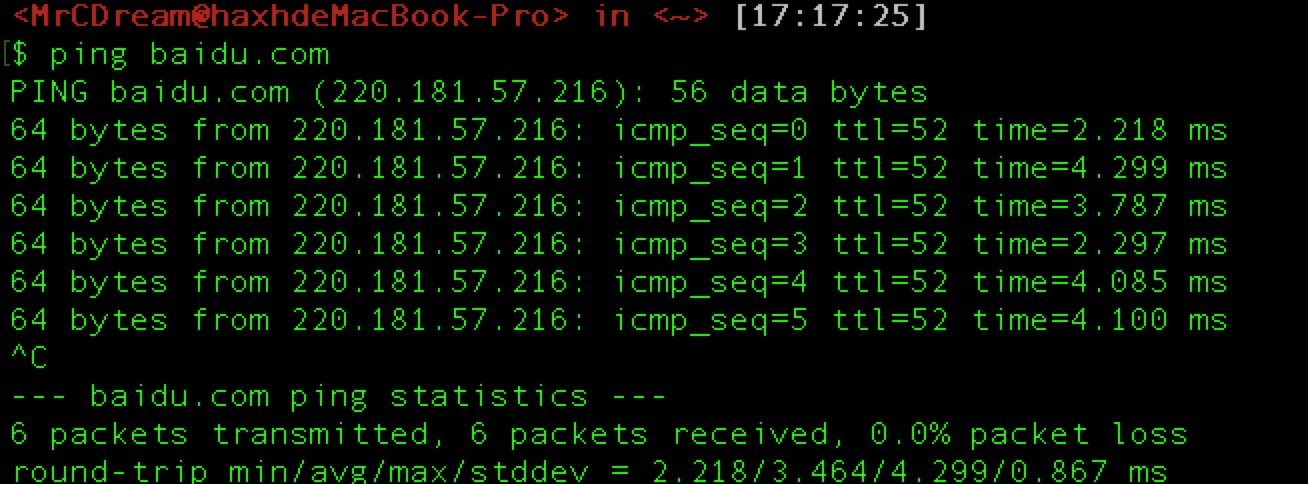 <MrCDream@haxhdeMacBook-Pro> in <~> [17:17:25]
[$ ping baidu.com
PING baidu.com (220.181.57.216): 56 data bytes
64 bytes from 220.181.57.216: icmp_seq=0 ttl=52 time=2.218 ms
64 bytes from 220.181.57.216: icmp_seq=1 ttl=52 time=4.299 ms
64 bytes from 220.181.57.216: icmp_seq=2 ttl=52 time=3.787 ms
64 bytes from 220.181.57.216: icmp_seq=3 ttl=52 time=2.297 ms
64 bytes from 220.181.57.216: icmp_seq=4 ttl=52 time=4.085 ms
64 bytes from 220.181.57.216: icmp_seq=5 ttl=52 time=4.100 ms
^C
--- baidu.com ping statistics ---
6 packets transmitted, 6 packets received, 0.0% packet loss
round-trip min/avg/max/stddev = 2.218/3.464/4.299/0.867 ms